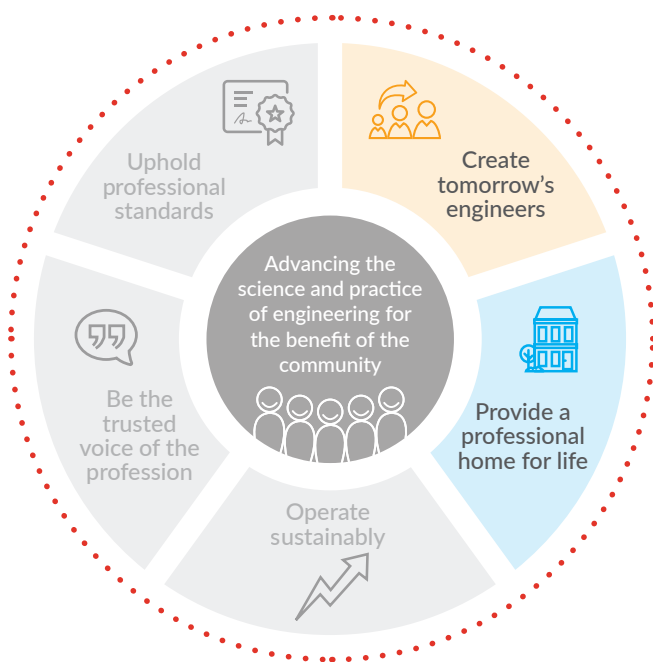 Uphold
professional
standards
Create
tomorrow's
engineers
Advancing the
science and practice
of engineering for
the benefit of the
community
Be the
trusted
voice of the
profession
Provide a
professional
home for life
Operate
sustainably